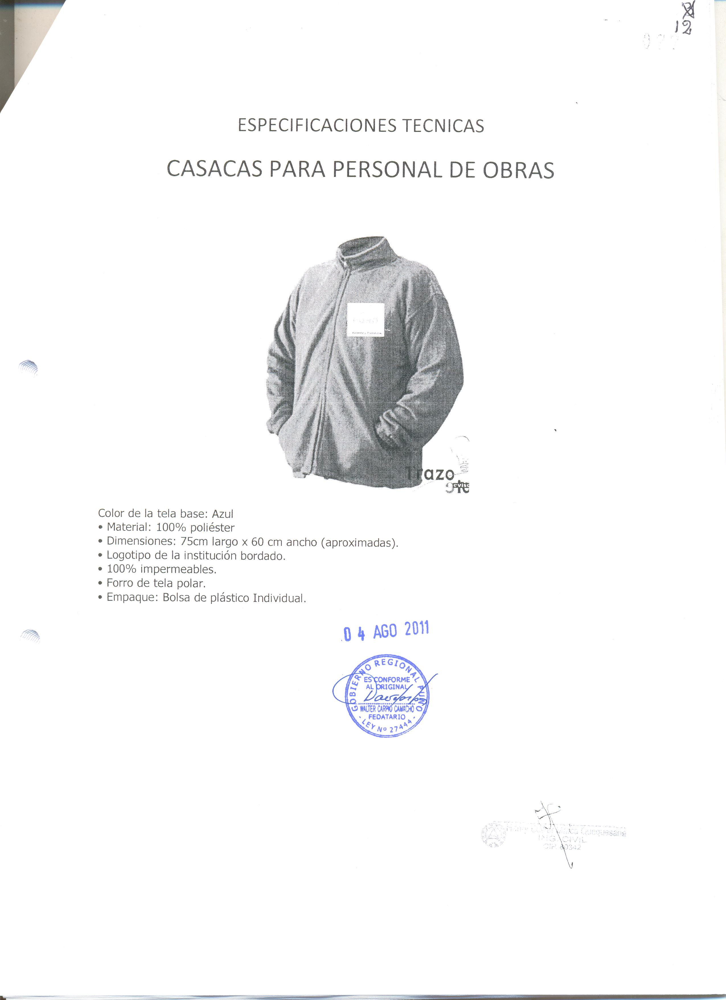 12
ESPECIFICACIONES TECNICAS
CASACAS PARA PERSONAL DE OBRAS
Trazo
Color de la tela base: Azul
• Material: 100% poliéster
• Dimensiones: 75cm largo x 60 cm ancho (aproximadas).
• Logotipo de la institución bordado.
• 100% impermeables.
• Forro de tela polar.
• Empaque: Bolsa de plástico Individual.
04 AGO 2011
GOBIERNO REGIONAL PUNO
ES CONFORME
AL ORIGINAL
WALTER CARPIO CAMACHO
FEDATARIO
- LEY Nº 27444 -
ING. CIVIL
CIP. 80342